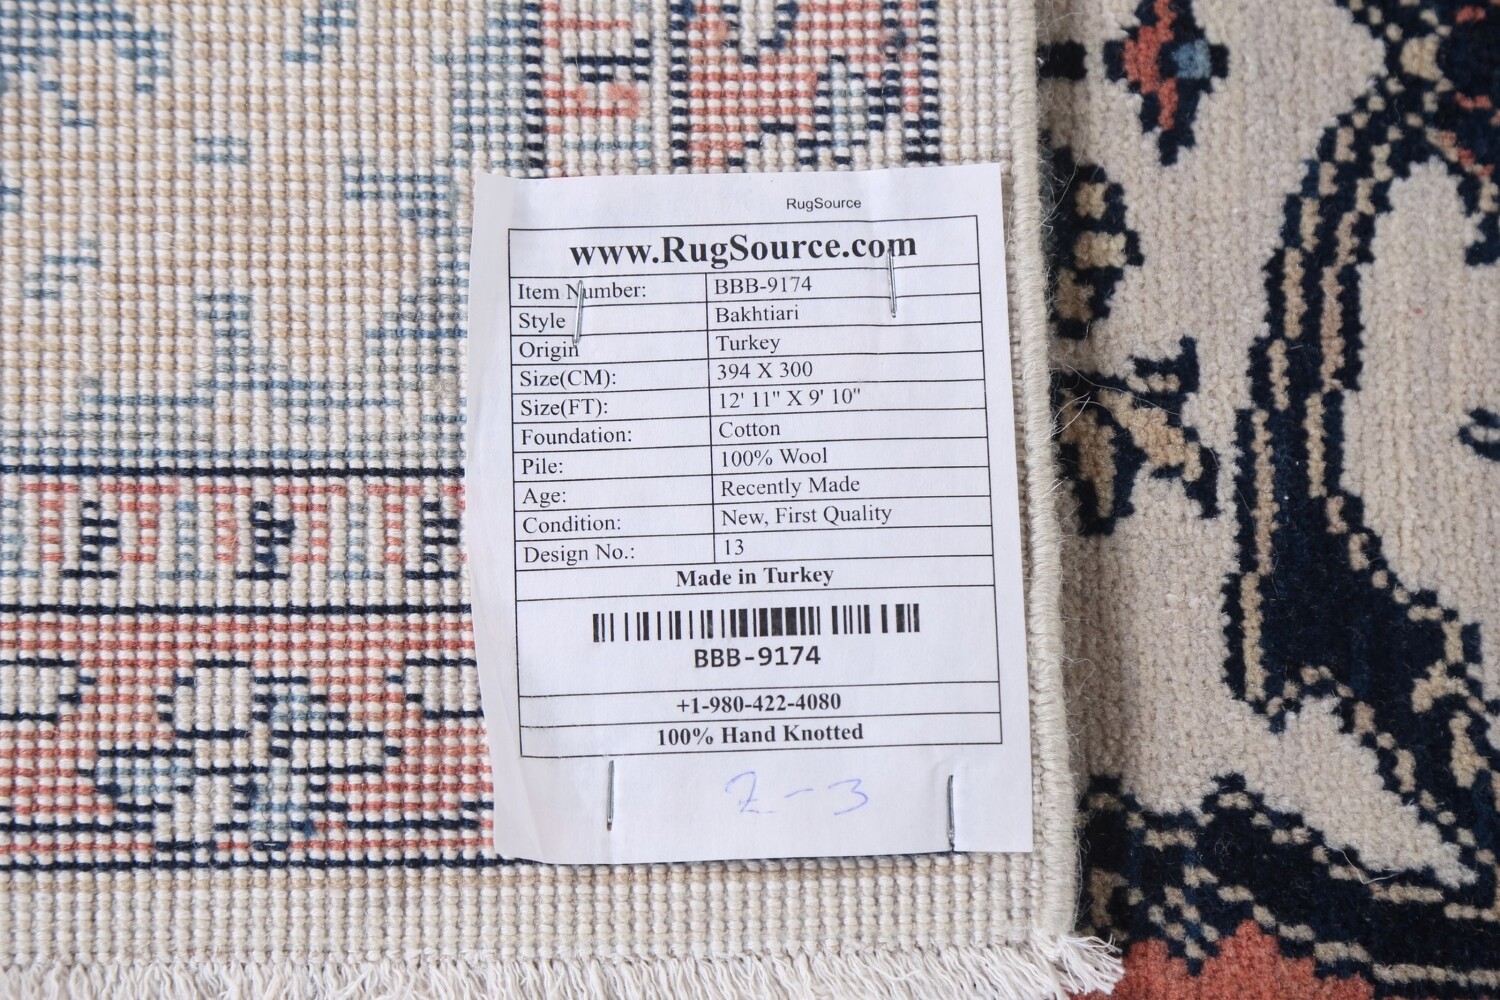 RugSource
www.RugSource.com
Item Number: BBB-9174
Style Bakhtiari
Origin Turkey
Size(CM): 394 X 300
Size(FT): 12' 11" X 9' 10"
Foundation: Cotton
Pile: 100% Wool
Age: Recently Made
Condition: New, First Quality
Design No.: 13
Made in Turkey
BBB-9174
+1-980-422-4080
100% Hand Knotted
Z-3